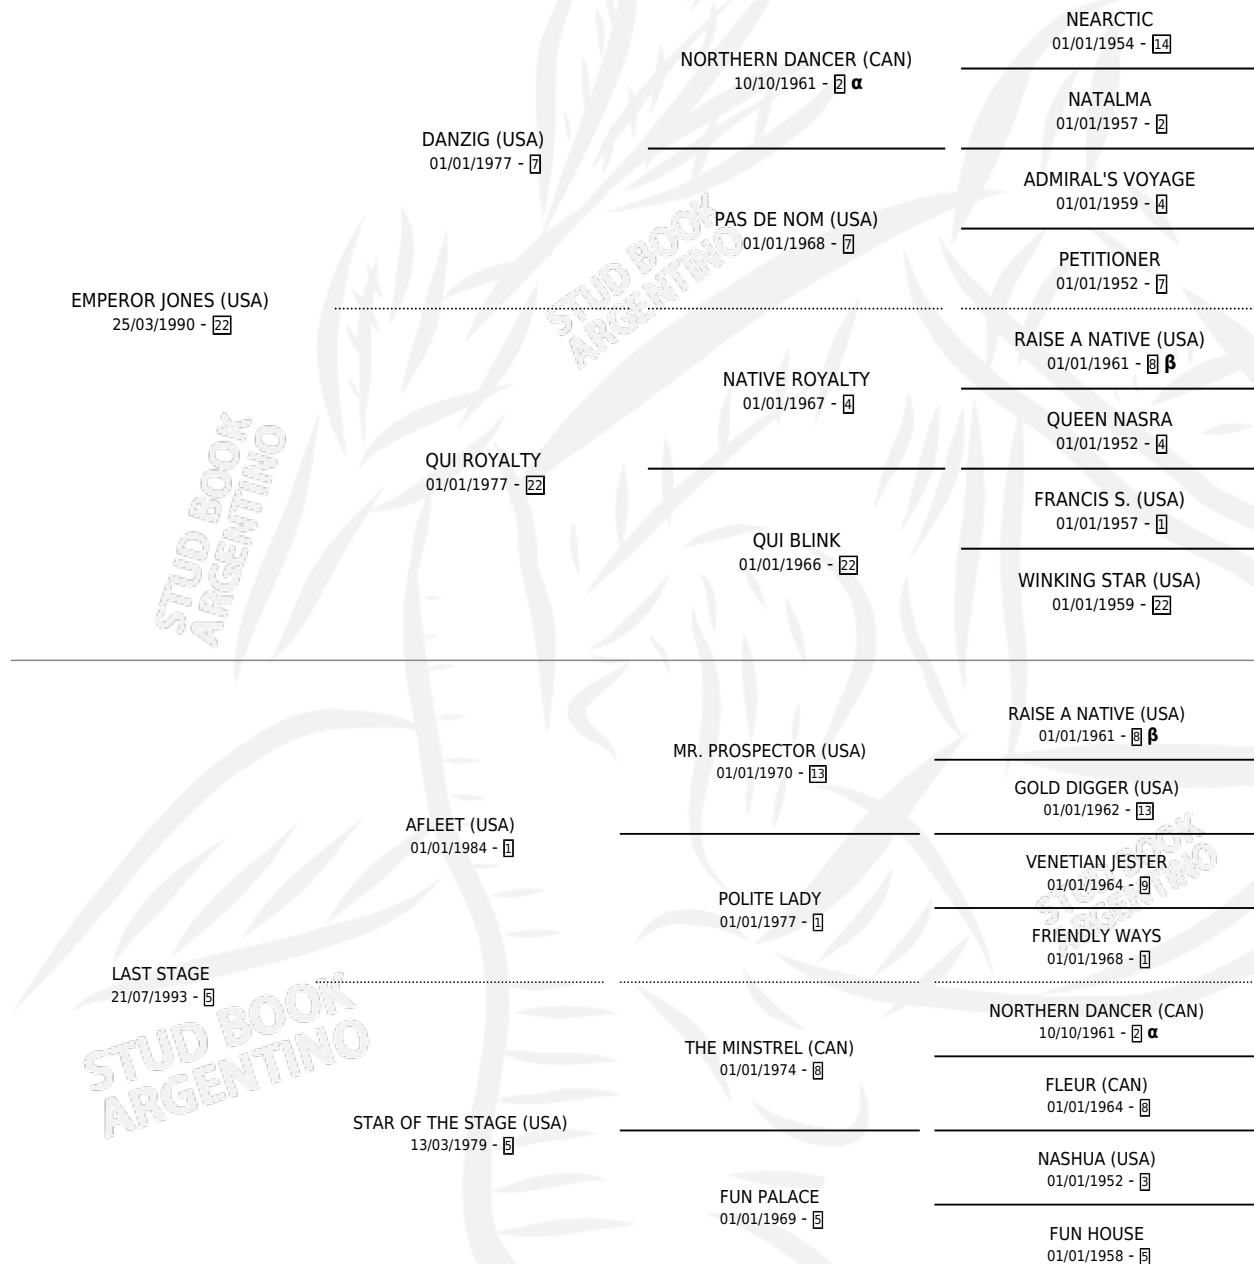 NEARCTIC
01/01/1954 - 14
NORTHERN DANCER (CAN)
10/10/1961 - 2 α
NATALMA
01/01/1957 - 2
DANZIG (USA)
01/01/1977 - 7
ADMIRAL'S VOYAGE
01/01/1959 - 4
PAS DE NOM (USA)
01/01/1968 - 7
PETITIONER
01/01/1952 - 7
EMPEROR JONES (USA)
25/03/1990 - 22
RAISE A NATIVE (USA)
01/01/1961 - 8 β
NATIVE ROYALTY
01/01/1967 - 4
QUEEN NASRA
01/01/1952 - 4
QUI ROYALTY
01/01/1977 - 22
FRANCIS S. (USA)
01/01/1957 - 1
QUI BLINK
01/01/1966 - 22
WINKING STAR (USA)
01/01/1959 - 22
RAISE A NATIVE (USA)
01/01/1961 - 8 β
MR. PROSPECTOR (USA)
01/01/1970 - 13
GOLD DIGGER (USA)
01/01/1962 - 13
AFLEET (USA)
01/01/1984 - 1
VENETIAN JESTER
01/01/1964 - 9
POLITE LADY
01/01/1977 - 1
FRIENDLY WAYS
01/01/1968 - 1
LAST STAGE
21/07/1993 - 5
NORTHERN DANCER (CAN)
10/10/1961 - 2 α
THE MINSTREL (CAN)
01/01/1974 - 8
FLEUR (CAN)
01/01/1964 - 8
STAR OF THE STAGE (USA)
13/03/1979 - 5
NASHUA (USA)
01/01/1952 - 3
FUN PALACE
01/01/1969 - 5
FUN HOUSE
01/01/1958 - 5
STUD BOOK
ARGENTINO
STUD BOOK
ARGENTINO
STUD BOOK
ARGENTINO
STUD BOOK
ARGENTINO